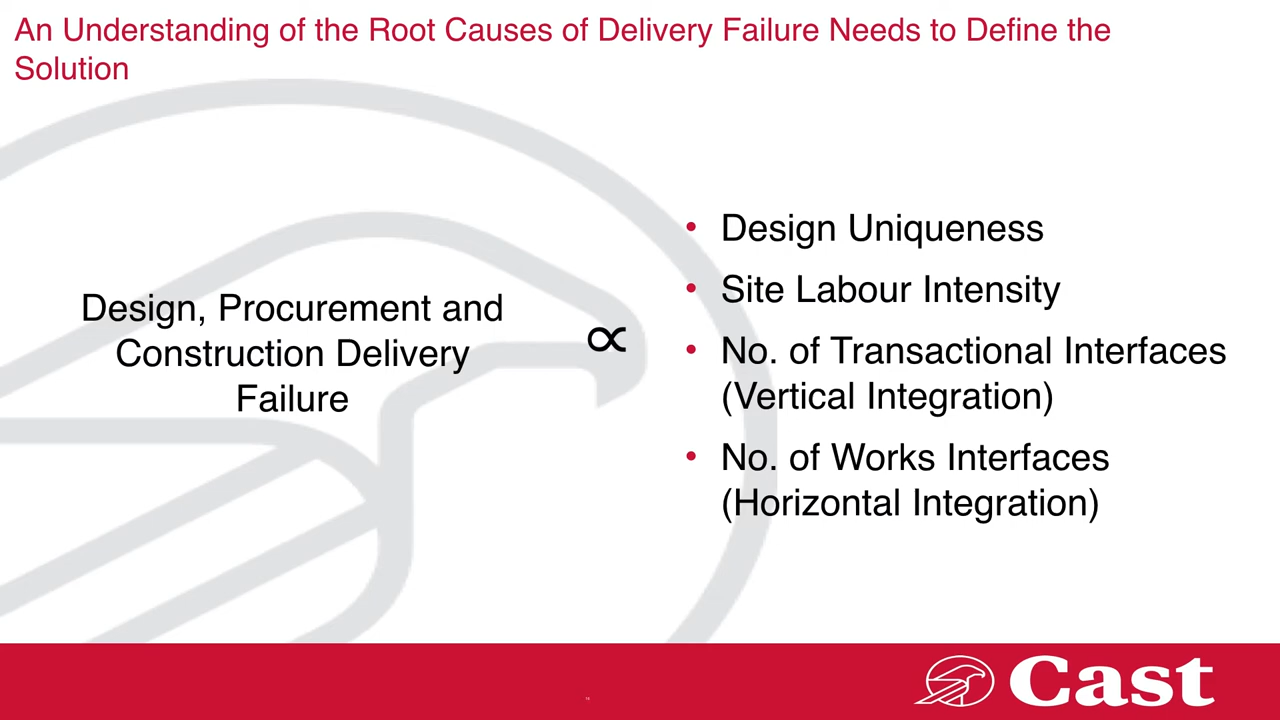 An Understanding of the Root Causes of Delivery Failure Needs to Define the
Solution
Design, Procurement and
Construction Delivery
Failure
∝
• Design Uniqueness
• Site Labour Intensity
• No. of Transactional Interfaces
(Vertical Integration)
• No. of Works Interfaces
(Horizontal Integration)
Cast